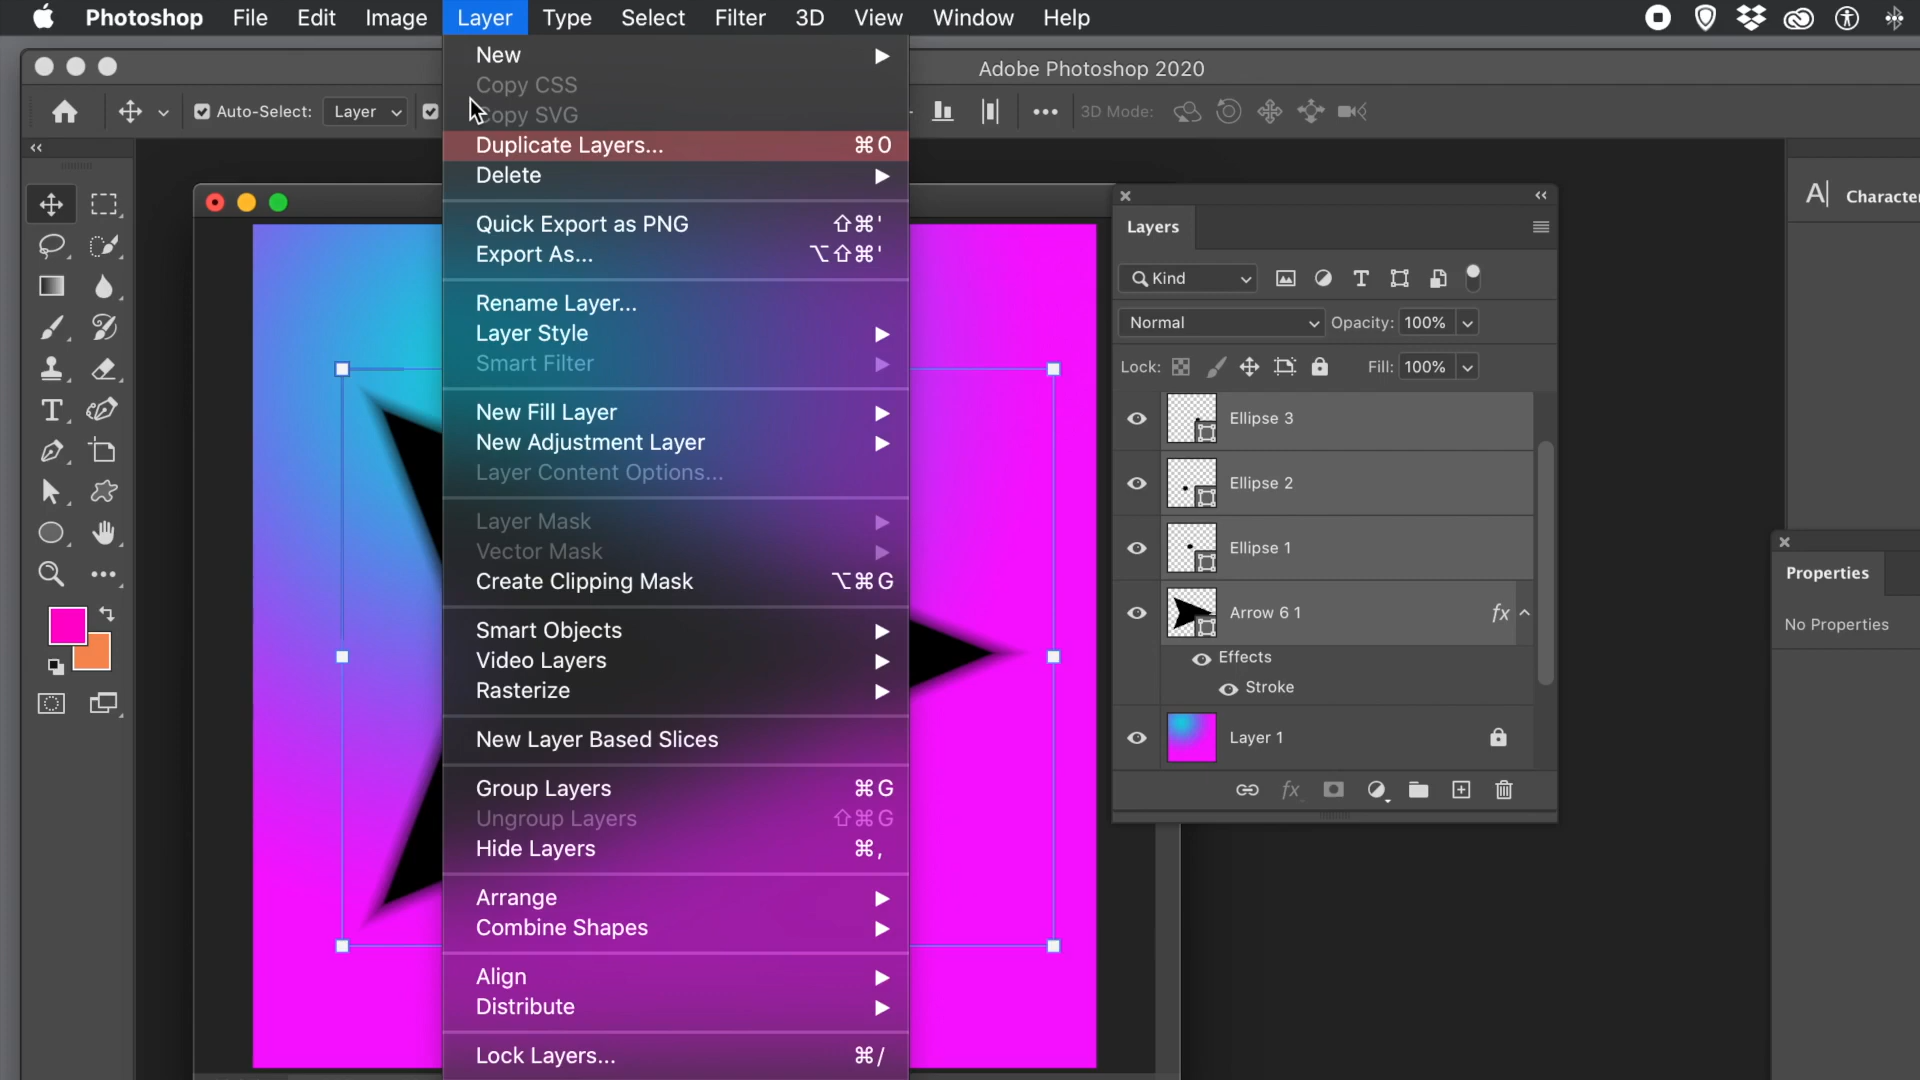 Photoshop File Edit Image Layer Type Select Filter 3D View Window Help
Adobe Photoshop 2020
Auto-Select: Layer
3D Mode:
New
Copy CSS
Copy SVG
Duplicate Layers... ⌘O
Delete
Quick Export as PNG ⇧⌘'
Export As... ⌥⇧⌘'
Rename Layer...
Layer Style
Smart Filter
New Fill Layer
New Adjustment Layer
Layer Content Options...
Layer Mask
Vector Mask
Create Clipping Mask ⌥⌘G
Smart Objects
Video Layers
Rasterize
New Layer Based Slices
Group Layers ⌘G
Ungroup Layers ⇧⌘G
Hide Layers ⌘,
Arrange
Combine Shapes
Align
Distribute
Lock Layers... ⌘/
Layers
Kind
Normal Opacity: 100%
Lock: Fill: 100%
Ellipse 3
Ellipse 2
Ellipse 1
Arrow 6 1 fx
Effects
Stroke
Layer 1
fx
A Character
Properties
No Properties